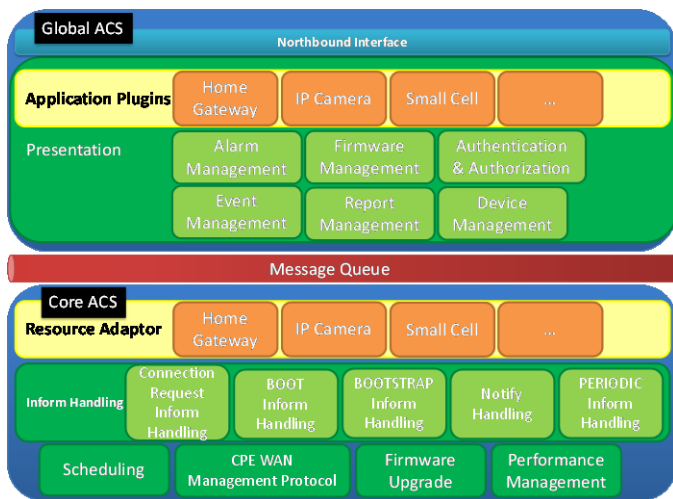 Global ACS
Northbound Interface
Application Plugins
Home
Gateway
IP Camera
Small Cell
...
Presentation
Alarm
Management
Firmware
Management
Authentication
& Authorization
Event
Management
Report
Management
Device
Management
Message Queue
Core ACS
Resource Adaptor
Home
Gateway
IP Camera
Small Cell
...
Inform Handling
Connection
Request
Inform
Handling
BOOT
Inform
Handling
BOOTSTRAP
Inform
Handling
Notify
Handling
PERIODIC
Inform
Handling
Scheduling
CPE WAN
Management Protocol
Firmware
Upgrade
Performance
Management